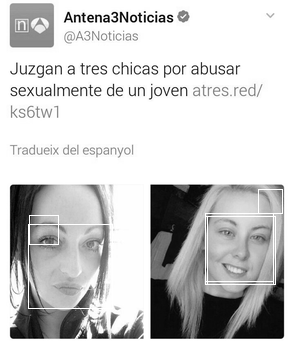 Antena3Noticias
@A3Noticias
Juzgan a tres chicas por abusar
sexualmente de un joven atres.red/
ks6tw1
Tradueix del espanyol